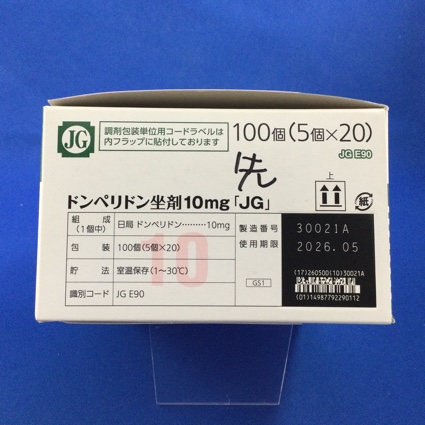 JG
調剤包装単位用コードラベルは
内フラップに貼付しております
100個(5個×20)
JG E90
先
上
紙
ドンペリドン坐剤10mg「JG」
組成
(1個中)
日局 ドンペリドン………10mg
包装
100個(5個×20)
貯法
室温保存(1~30℃)
識別コード
JG E90
10
製造番号
30021A
使用期限
2026.05
GS1
(17)260500(10)30021A
(01)14987792290112